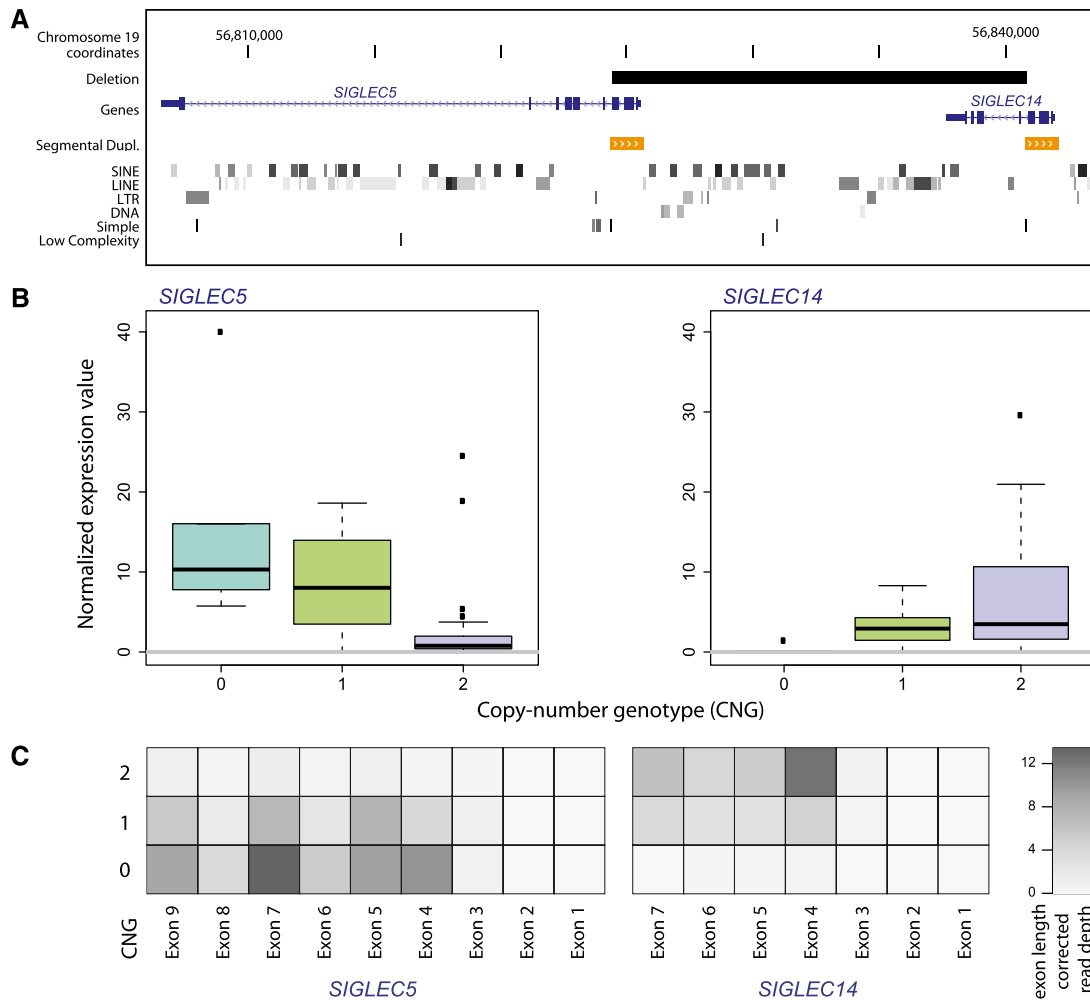 A
Chromosome 19
coordinates
56,810,000
56,840,000
Deletion
Genes
SIGLEC5
SIGLEC14
Segmental Dupl.
SINE
LINE
LTR
DNA
Simple
Low Complexity
B
SIGLEC5
SIGLEC14
Normalized expression value
40
30
20
10
0
40
30
20
10
0
0
1
2
0
1
2
Copy-number genotype (CNG)
C
2
1
0
12
8
4
0
CNG
Exon 9
Exon 8
Exon 7
Exon 6
Exon 5
Exon 4
Exon 3
Exon 2
Exon 1
Exon 7
Exon 6
Exon 5
Exon 4
Exon 3
Exon 2
Exon 1
exon length
corrected
read depth
SIGLEC5
SIGLEC14